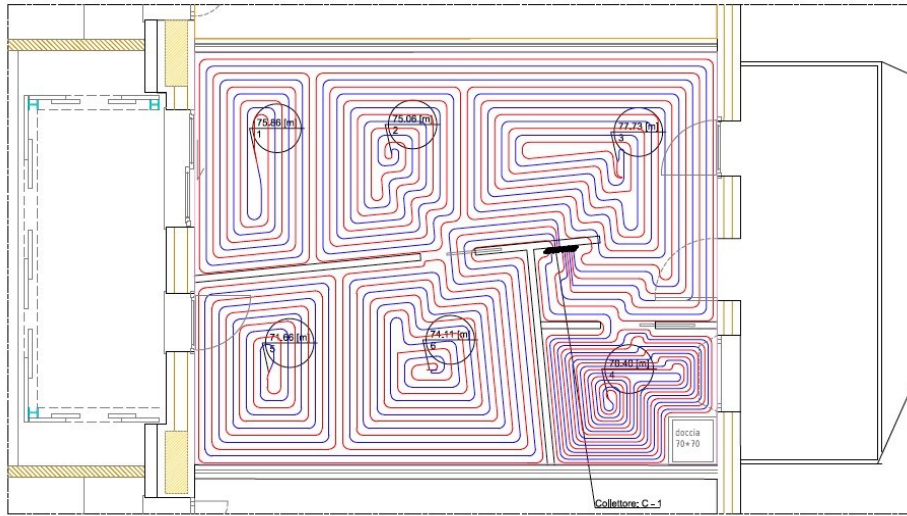 75.86 [m]
1
75.06 [m]
2
77.73 [m]
3
71.66 [m]
5
74.11 [m]
6
78.40 [m]
4
doccia
70*70
Collettore: C - 1